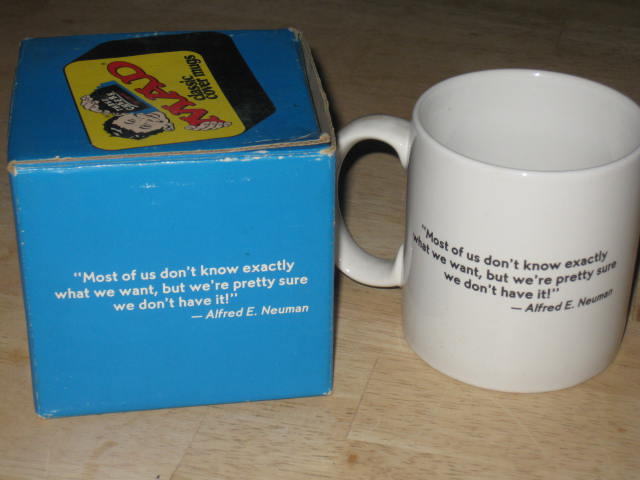 MAD
classic
cover mugs
"Most of us don't know exactly
what we want, but we're pretty sure
we don't have it!"
— Alfred E. Neuman
"Most of us don't know exactly
what we want, but we're pretty sure
we don't have it!"
— Alfred E. Neuman